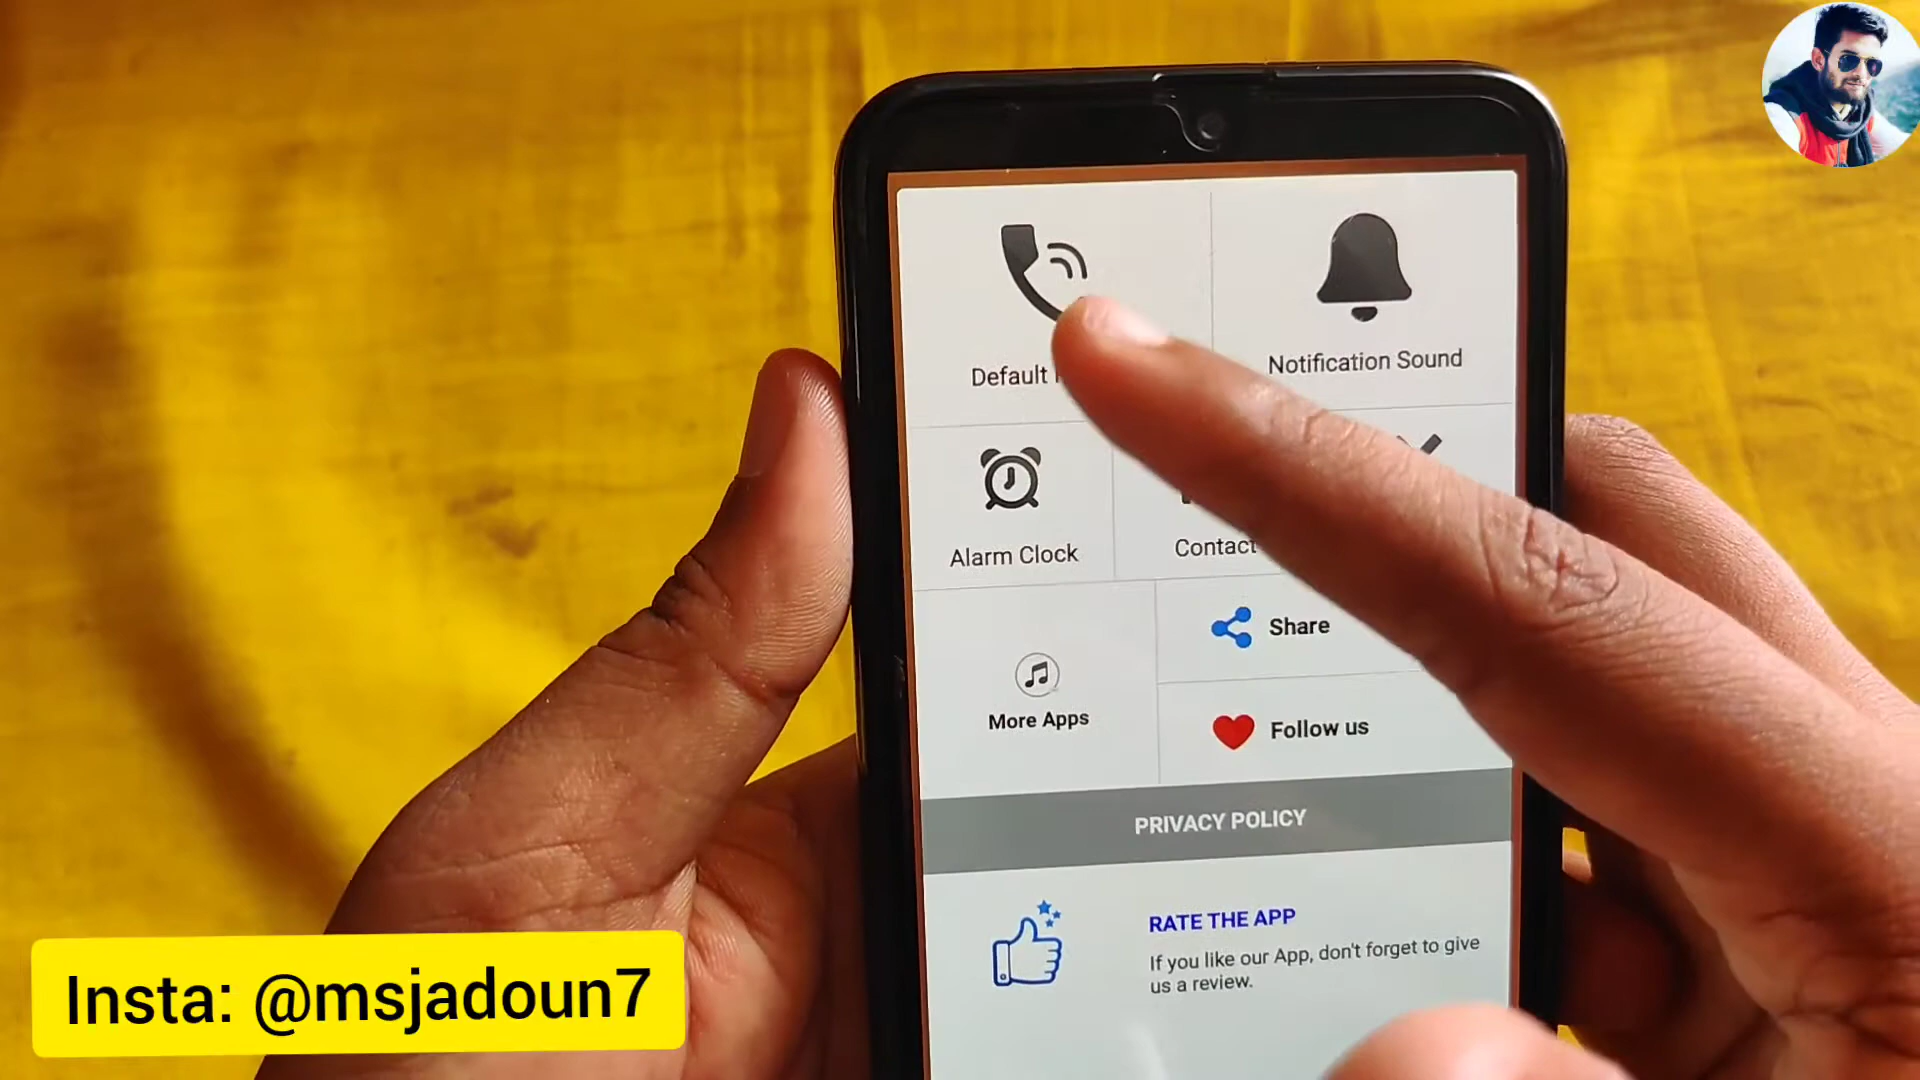 Default
Notification Sound
Alarm Clock
Contact
Share
More Apps
Follow us
PRIVACY POLICY
RATE THE APP
If you like our App, don't forget to give
us a review.
Insta: @msjadoun7